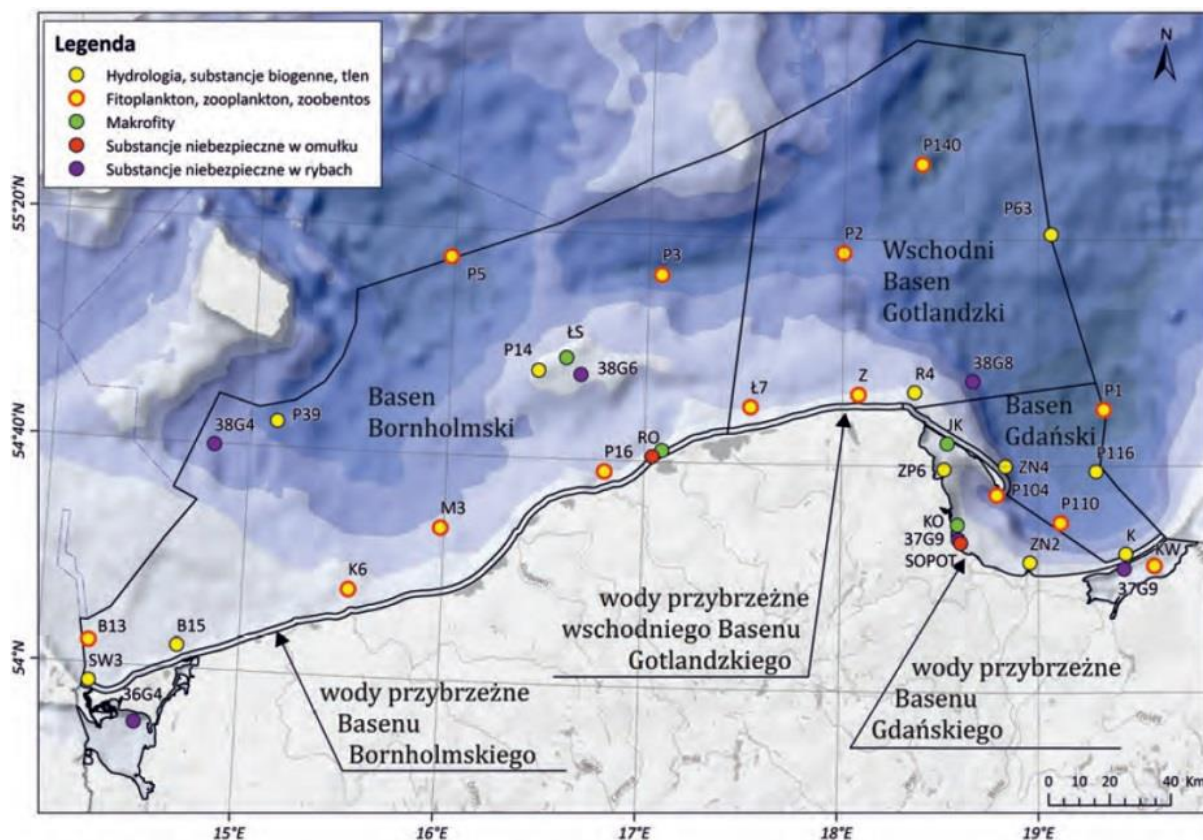 Legenda
Hydrologia, substancje biogenne, tlen
Fitoplankton, zooplankton, zoobentos
Makrofity
Substancje niebezpieczne w omułku
Substancje niebezpieczne w rybach
N
55°20'N
54°40'N
54°N
P140
P63
P2
P3
P5
Wschodni
Basen
Gotlandzki
ŁS
P14
38G6
38G8
Ł7
Z
R4
P1
P39
38G4
Basen
Bornholmski
Basen
Gdański
JK
RO
P16
ZN4
P116
ZP6
P104
M3
P110
KO
37G9
SOPOT
ZN2
K
KW
37G9
K6
B13
B15
SW3
36G4
wody przybrzeżne
wschodniego Basenu
Gotlandzkiego
wody przybrzeżne
Basenu
Gdańskiego
wody przybrzeżne
Basenu
Bornholmskiego
0 10 20 40 Km
15°E 16°E 17°E 18°E 19°E